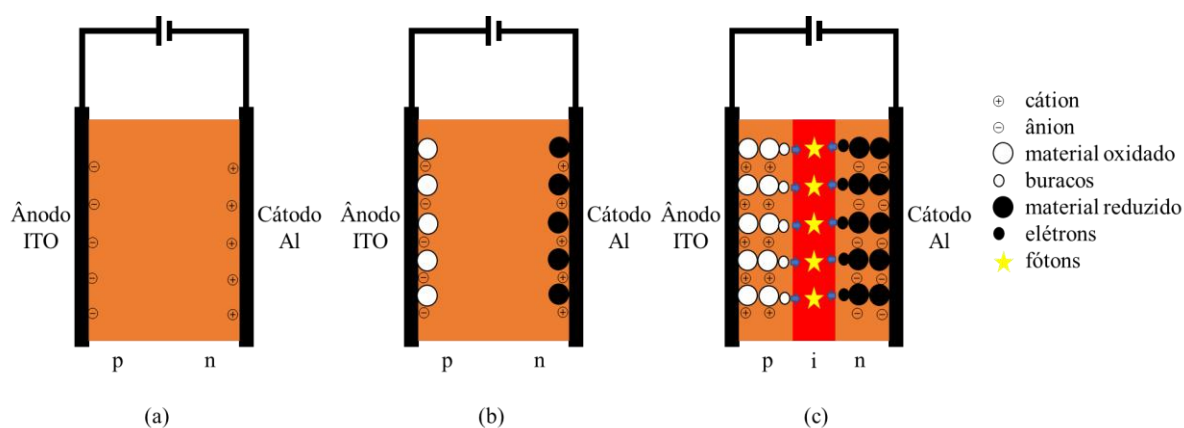 Ânodo
ITO
Cátodo
Al
p n
(a)
Ânodo
ITO
Cátodo
Al
p n
(b)
Ânodo
ITO
Cátodo
Al
p i n
(c)
cátion
ânion
material oxidado
buracos
material reduzido
elétrons
fótons